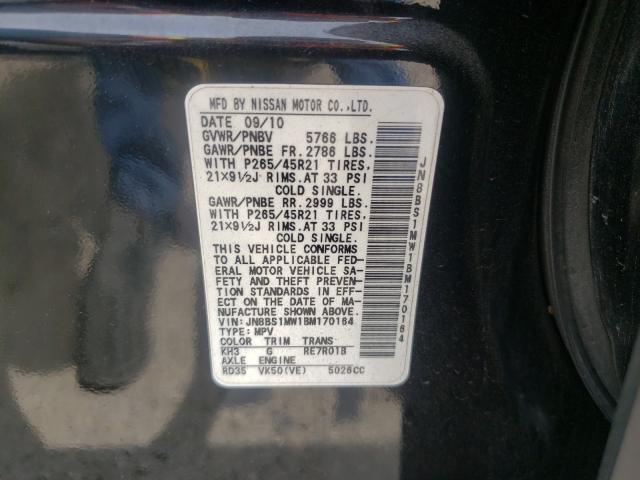 MFD BY NISSAN MOTOR CO.,LTD.
DATE 09/10
GVWR/PNBV 5766 LBS.
GAWR/PNBE FR. 2786 LBS.
WITH P265/45R21 TIRES.
21X9½J RIMS.AT 33 PSI
COLD SINGLE.
GAWR/PNBE RR. 2999 LBS.
WITH P265/45R21 TIRES.
21X9½J RIMS.AT 33 PSI
COLD SINGLE.
THIS VEHICLE CONFORMS
TO ALL APPLICABLE FED-
ERAL MOTOR VEHICLE SAF-
ETY AND THEFT PREVENTION
STANDARDS IN EFF-
ECT ON THE DATE OF MA-
NUFACTURE SHOWN ABOVE.
VIN: JN8BS1MW1BM170164
TYPE: MPV
COLOR TRIM TRANS
KH3 G RE7R01B
AXLE ENGINE
RD35 VK50(VE) 5026CC
JN8BS1MW1BM170164